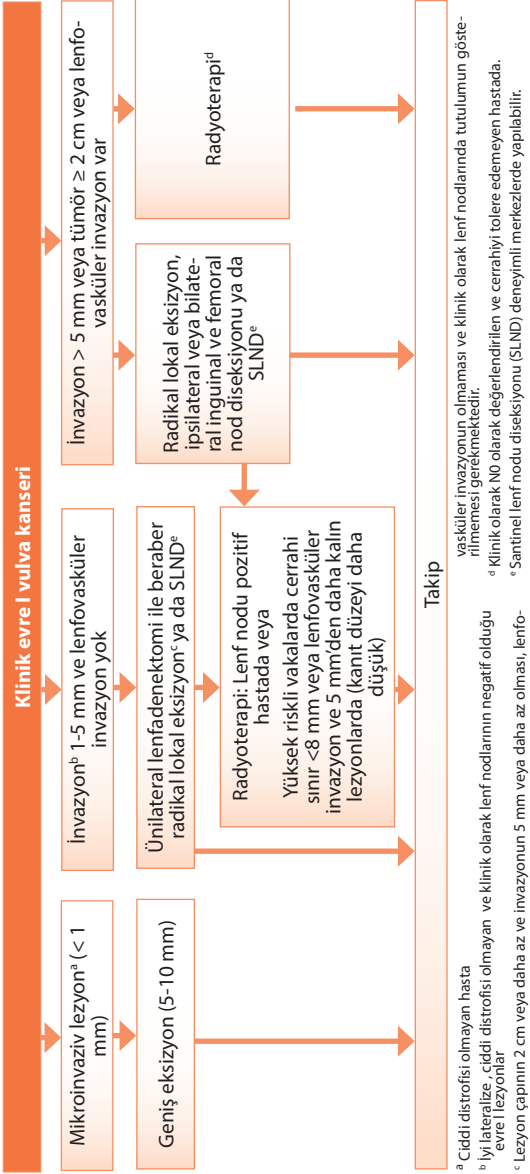 Klinik evre I vulva kanseri
Mikroinvaziv lezyonᵃ (< 1
mm)
Geniş eksizyon (5-10 mm)
İnvazyonᵇ 1-5 mm ve lenfovasküler
invazyon yok
Ünilateral lenfadenektomi ile beraber
radikal lokal eksizyonᶜ ya da SLNDᵉ
Radyoterapi: Lenf nodu pozitif
hastada veya
Yüksek riskli vakalarda cerrahi
sınır <8 mm veya lenfovasküler
invazyon ve 5 mm’den daha kalın
lezyonlarda (kanıt düzeyi daha
düşük)
İnvazyon > 5 mm veya tümör ≥ 2 cm veya lenfo-
vasküler invazyon var
Radikal lokal eksizyon,
ipsilateral veya bilate-
ral inguinal ve femoral
nod diseksiyonu ya da
SLNDᵉ
Radyoterapiᵈ
Takip
ᵃ Ciddi distrofisi olmayan hasta
ᵇ İyi lateralize , ciddi distrofisi olmayan ve klinik olarak lenf nodlarının negatif olduğu
evre I lezyonlar
ᶜ Lezyon çapının 2 cm veya daha az ve invazyonun 5 mm veya daha az olması, lenfo-
vasküler invazyonun olmaması ve klinik olarak lenf nodlarında tutulumun göste-
rilmemesi gerekmektedir.
ᵈ Klinik olarak N0 olarak değerlendirilen ve cerrahiyi tolere edemeyen hastada.
ᵉ Santinel lenf nodu diseksiyonu (SLND) deneyimli merkezlerde yapılabilir.